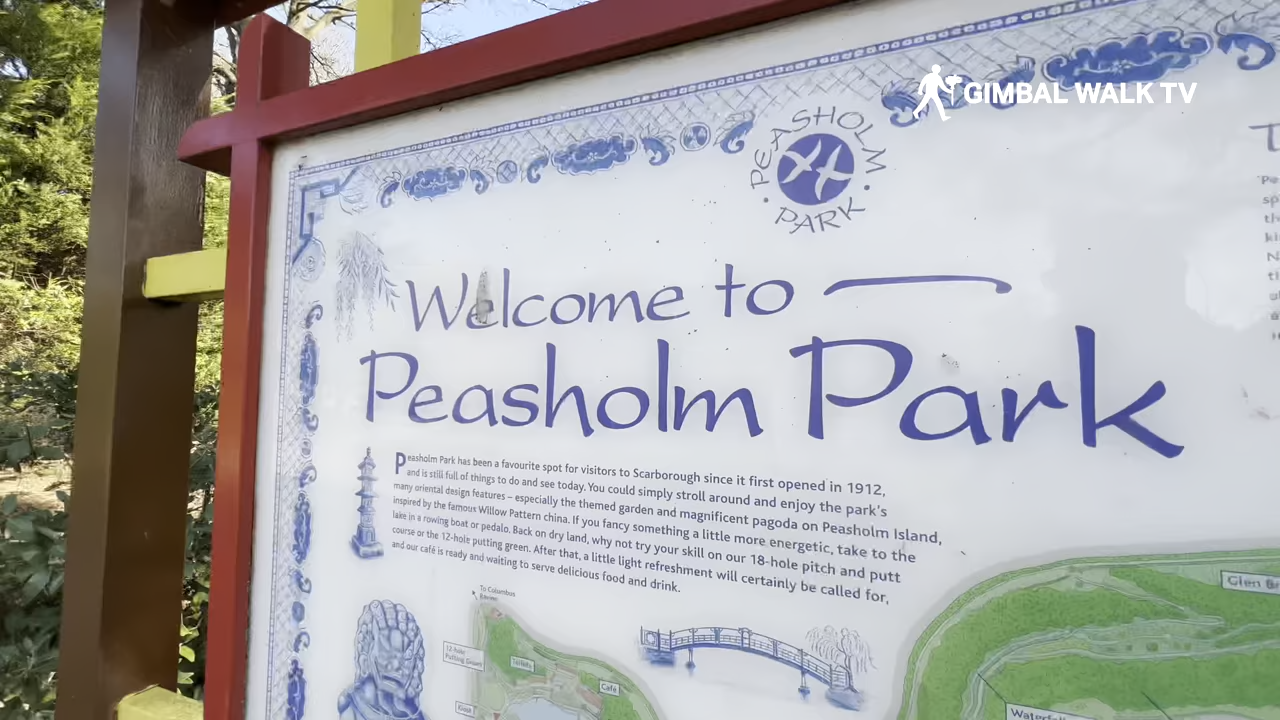 GIMBAL WALK TV
PEASHOLM
PARK
Welcome to
Peasholm Park
Peasholm Park has been a favourite spot for visitors to Scarborough since it first opened in 1912,
and is still full of things to do and see today. You could simply stroll around and enjoy the park's
many oriental design features – especially the themed garden and magnificent pagoda on Peasholm Island,
inspired by the famous Willow Pattern china. If you fancy something a little more energetic, take to the
lake in a rowing boat or pedalo. Back on dry land, why not try your skill on our 18-hole pitch and putt
course or the 12-hole putting green. After that, a little light refreshment will certainly be called for,
and our café is ready and waiting to serve delicious food and drink.
To Columbus
Ravine
12 hole
Putting Green
Toilets
Café
Kiosk
Glen